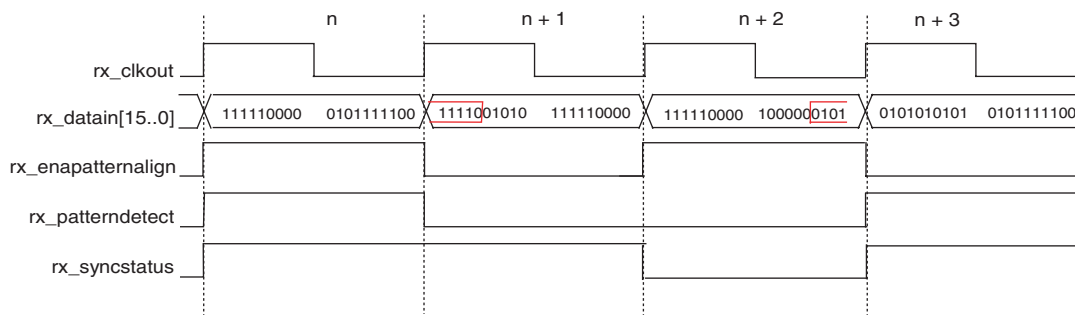 n n + 1 n + 2 n + 3
rx_clkout
rx_datain[15..0] 111110000 0101111100 1111001010 111110000 111110000 1000000101 0101010101 0101111100
rx_enapatternalign
rx_patterndetect
rx_syncstatus